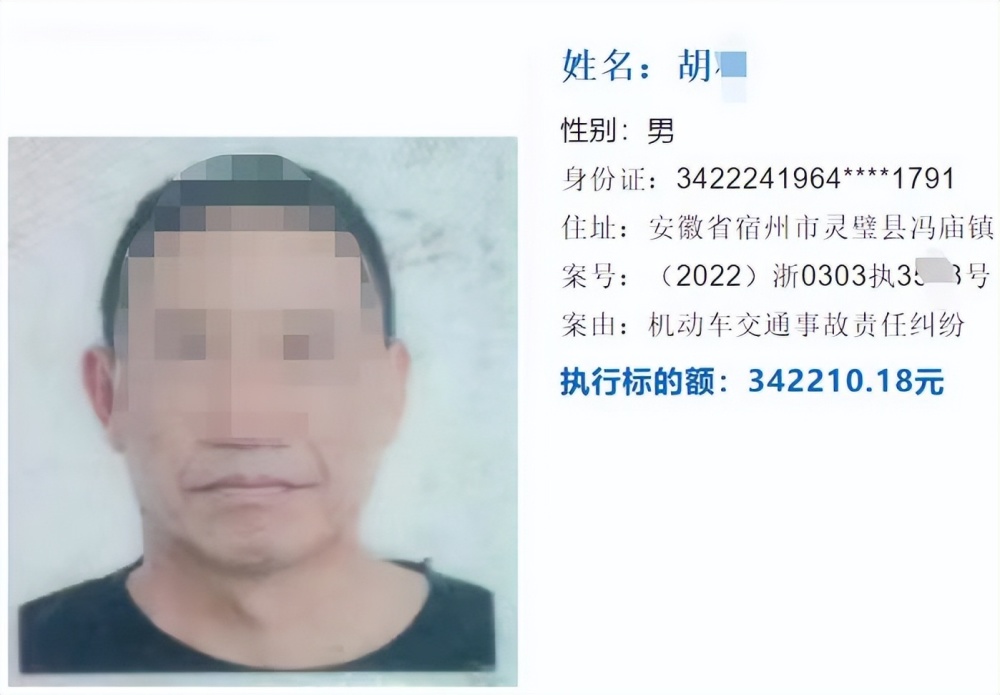 姓名：胡
性别：男
身份证：3422241964****1791
住址：安徽省宿州市灵璧县冯庙镇
案号：（2022）浙0303执35 3号
案由：机动车交通事故责任纠纷
执行标的额：342210.18元